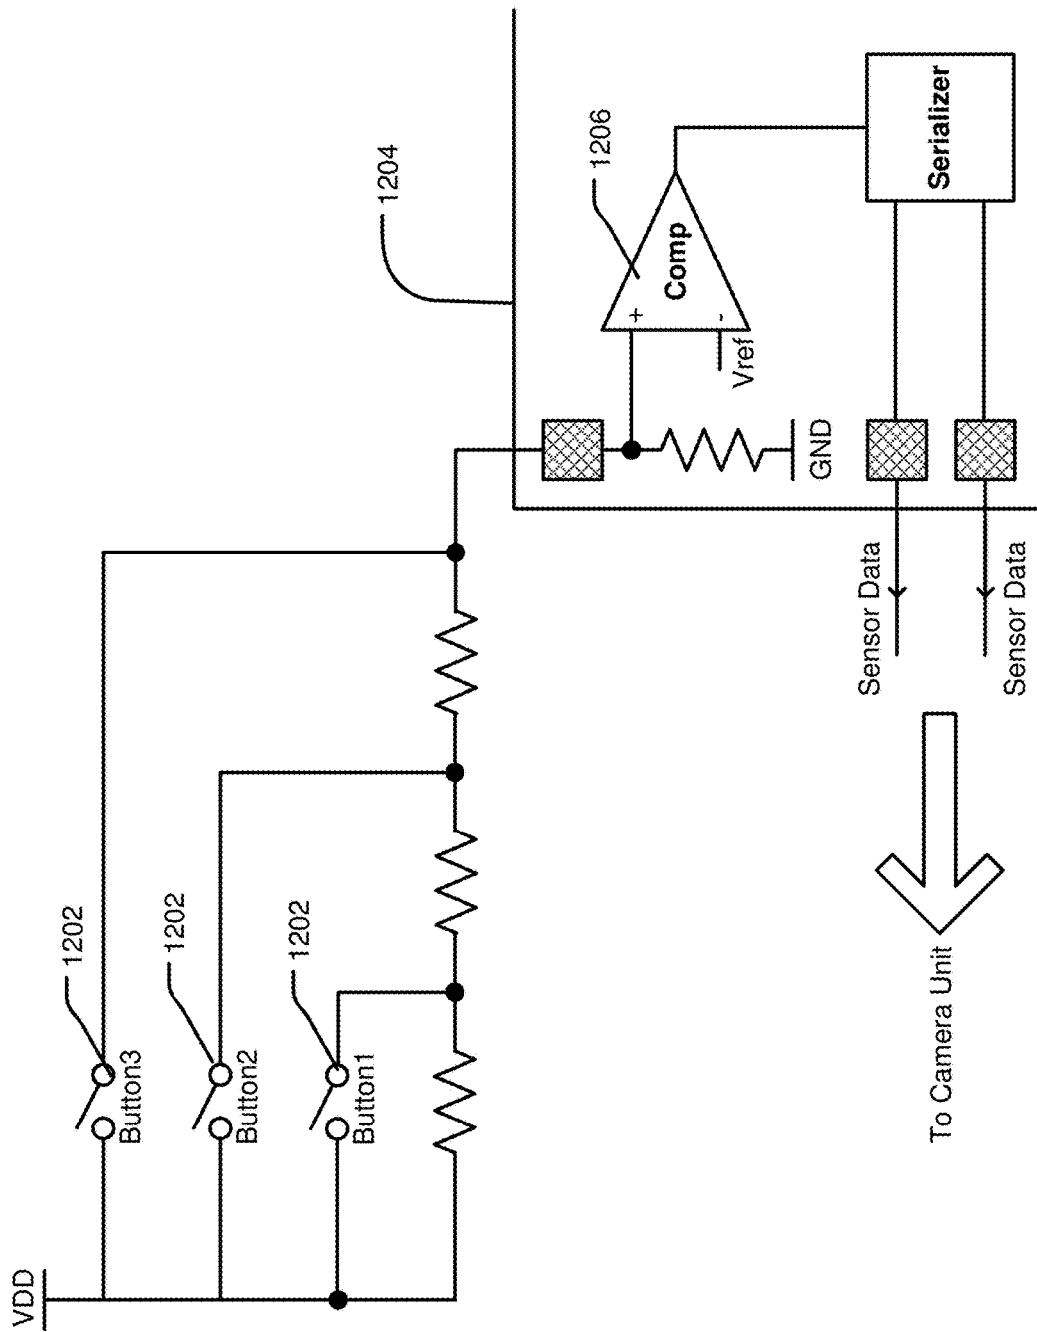 VDD
1202
Button3
1202
Button2
1202
Button1
1204
1206
Comp
+
-
Vref
GND
Serializer
Sensor Data
Sensor Data
To Camera Unit